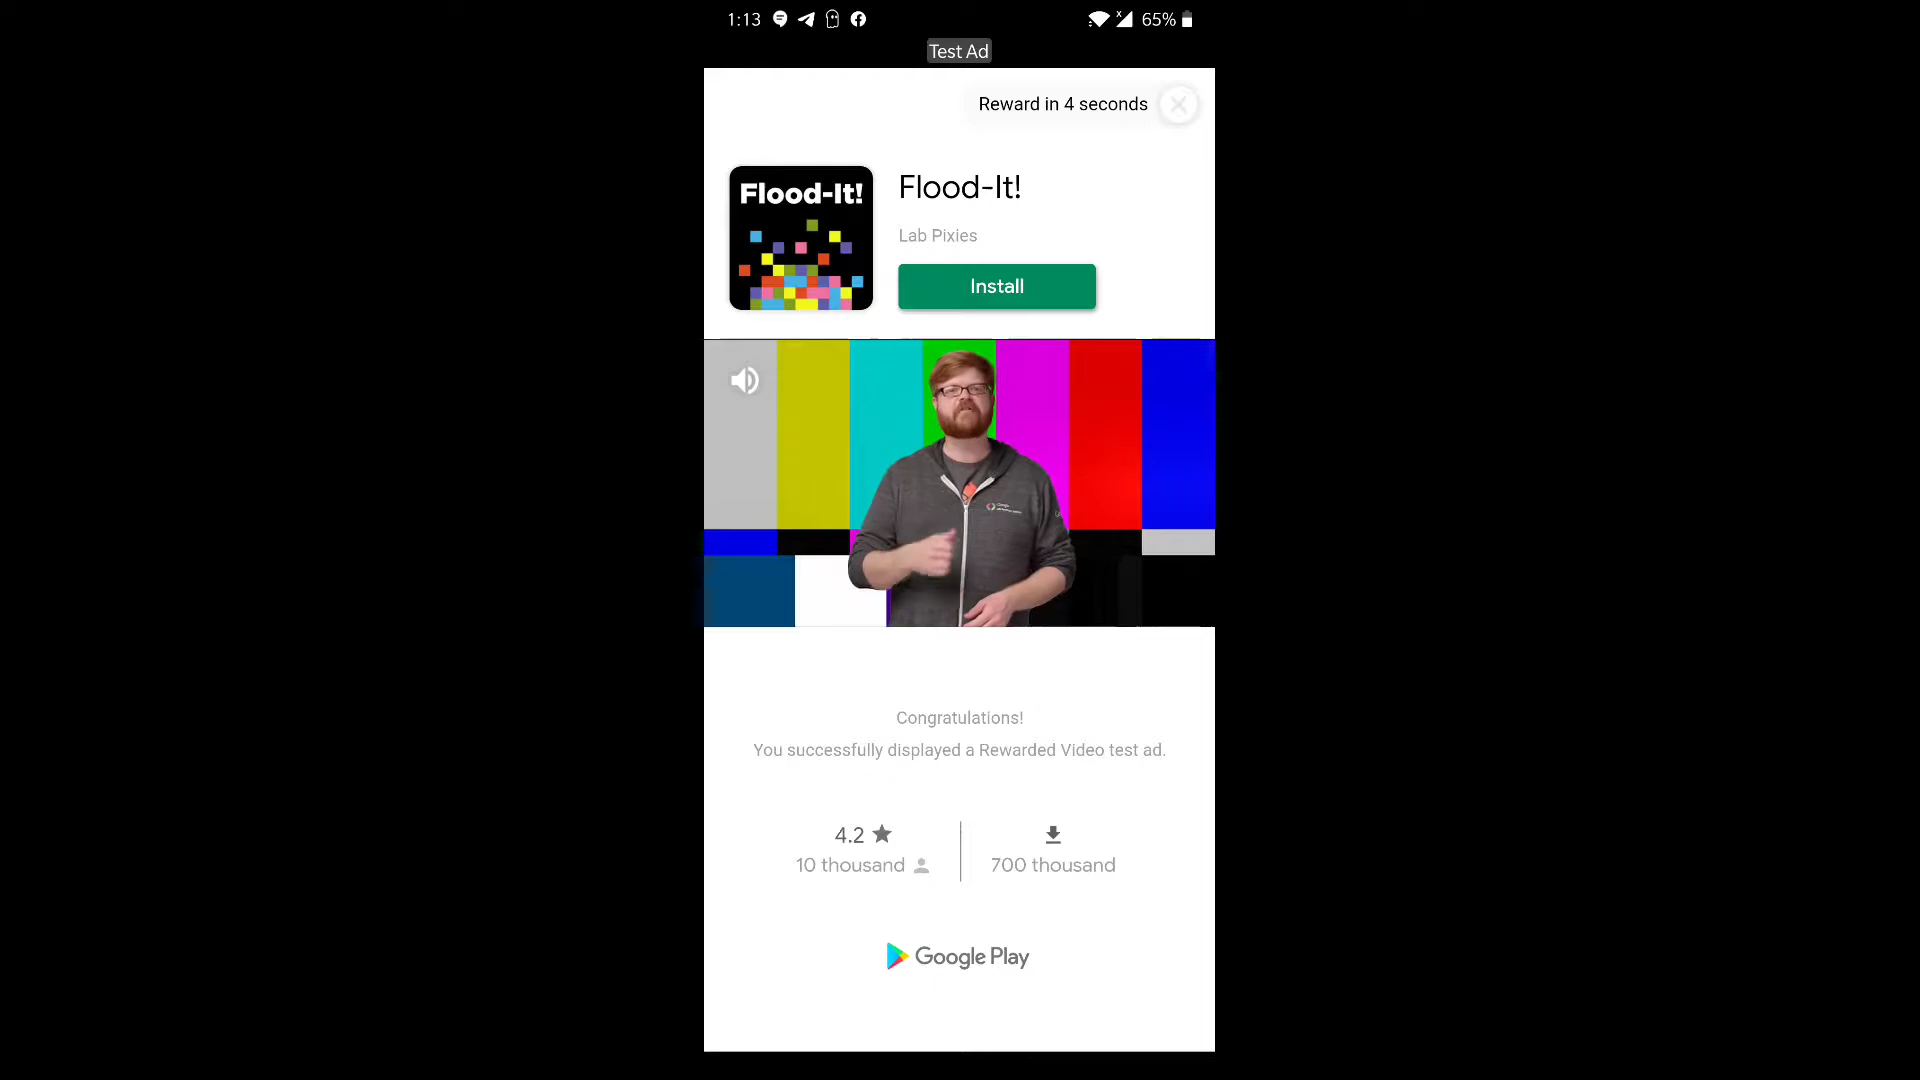 1:13
65%
Test Ad
Reward in 4 seconds
Flood-It!
Flood-It!
Lab Pixies
Install
Congratulations!
You successfully displayed a Rewarded Video test ad.
4.2
10 thousand
700 thousand
Google Play